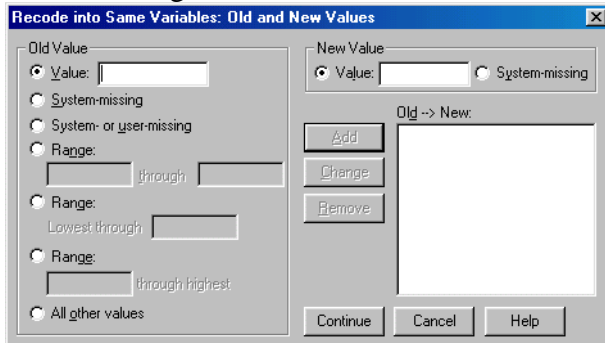 Recode into Same Variables: Old and New Values
Old Value
Value:
System-missing
System- or user-missing
Range:
through
Range:
Lowest through
Range:
through highest
All other values
New Value
Value:
System-missing
Old --> New:
Add
Change
Remove
Continue
Cancel
Help